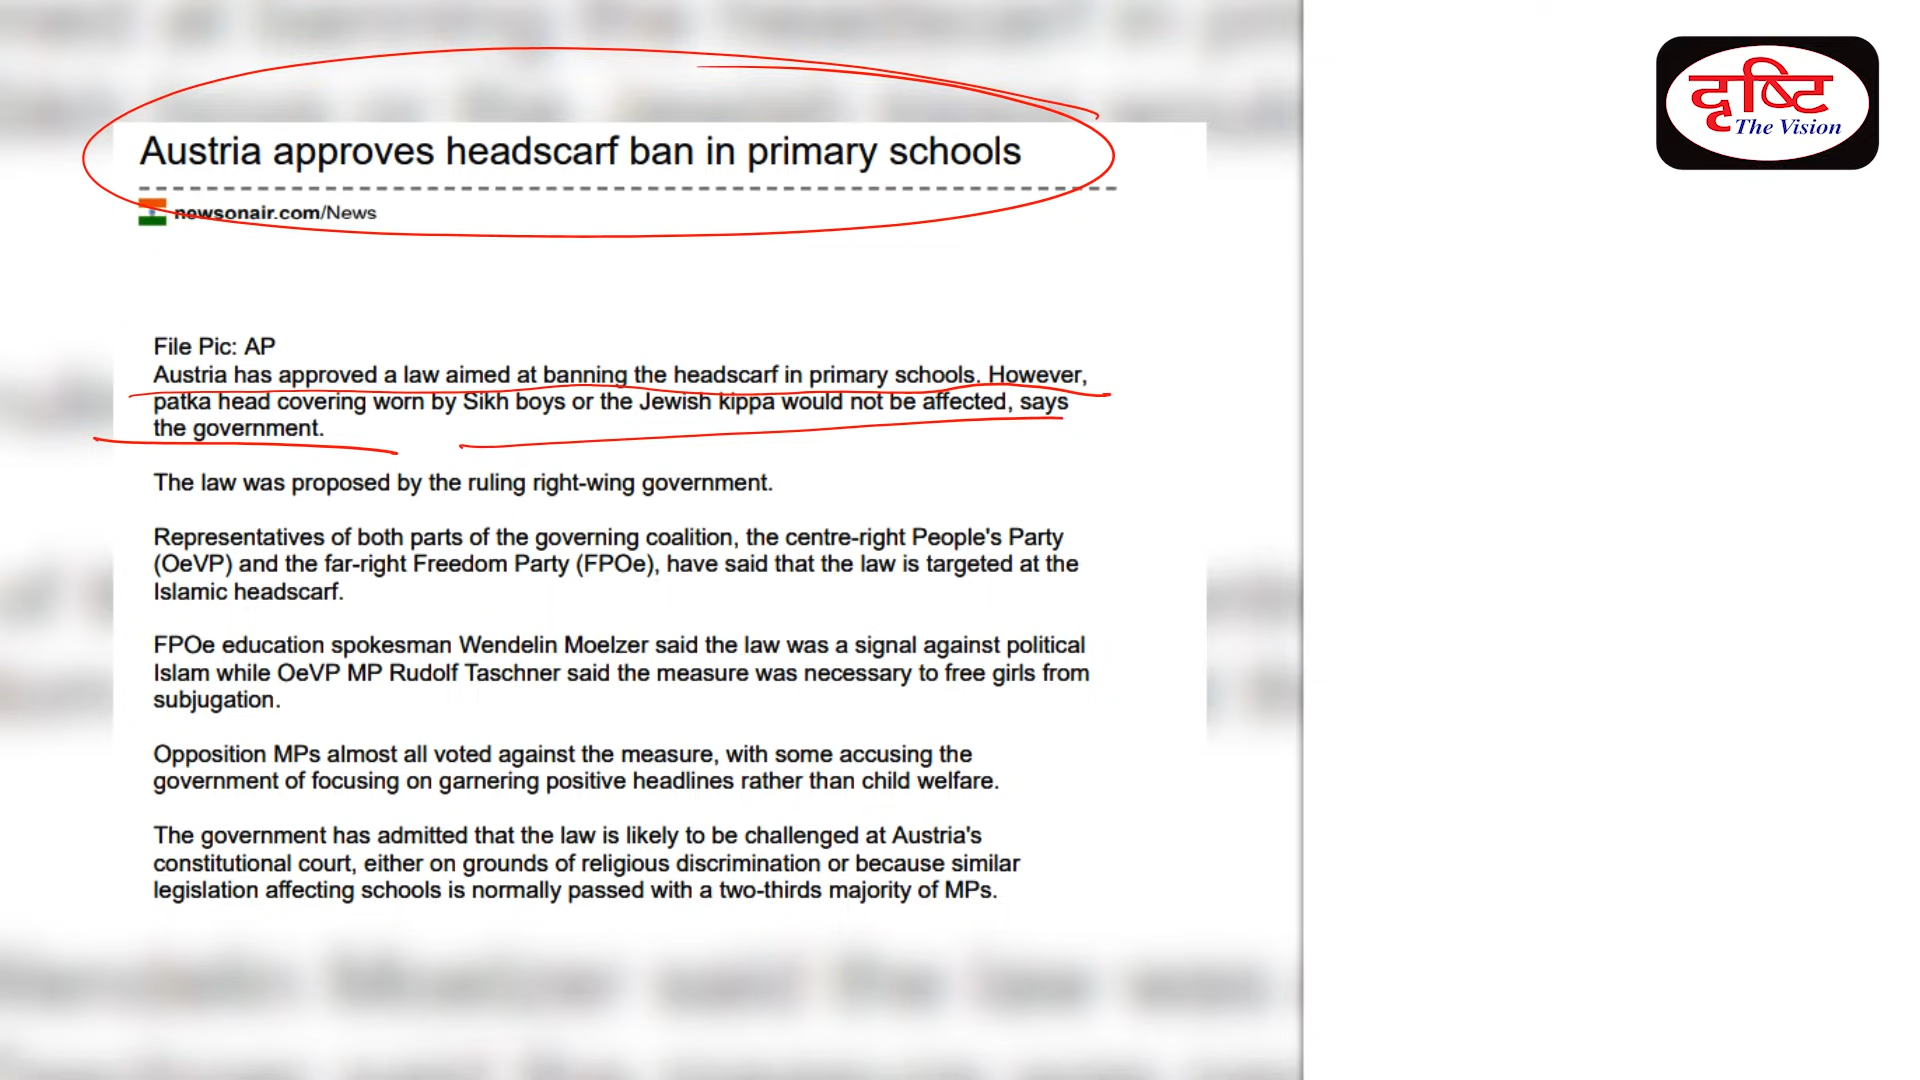 Austria approves headscarf ban in primary schools
newsonair.com/News
दृष्टि
The Vision
File Pic: AP
Austria has approved a law aimed at banning the headscarf in primary schools. However,
patka head covering worn by Sikh boys or the Jewish kippa would not be affected, says
the government.
The law was proposed by the ruling right-wing government.
Representatives of both parts of the governing coalition, the centre-right People's Party
(OeVP) and the far-right Freedom Party (FPOe), have said that the law is targeted at the
Islamic headscarf.
FPOe education spokesman Wendelin Moelzer said the law was a signal against political
Islam while OeVP MP Rudolf Taschner said the measure was necessary to free girls from
subjugation.
Opposition MPs almost all voted against the measure, with some accusing the
government of focusing on garnering positive headlines rather than child welfare.
The government has admitted that the law is likely to be challenged at Austria's
constitutional court, either on grounds of religious discrimination or because similar
legislation affecting schools is normally passed with a two-thirds majority of MPs.